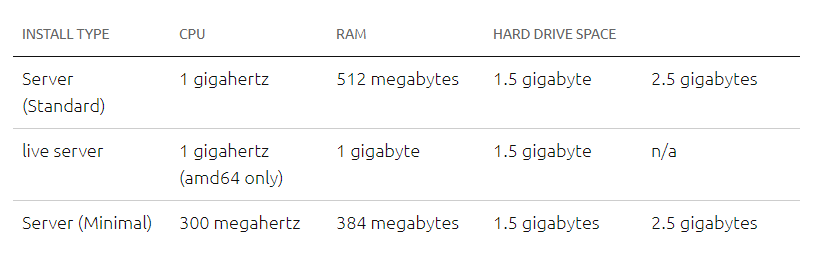 INSTALL TYPE CPU RAM HARD DRIVE SPACE
Server (Standard) 1 gigahertz 512 megabytes 1.5 gigabyte 2.5 gigabytes
live server 1 gigahertz (amd64 only) 1 gigabyte 1.5 gigabyte n/a
Server (Minimal) 300 megahertz 384 megabytes 1.5 gigabytes 2.5 gigabytes